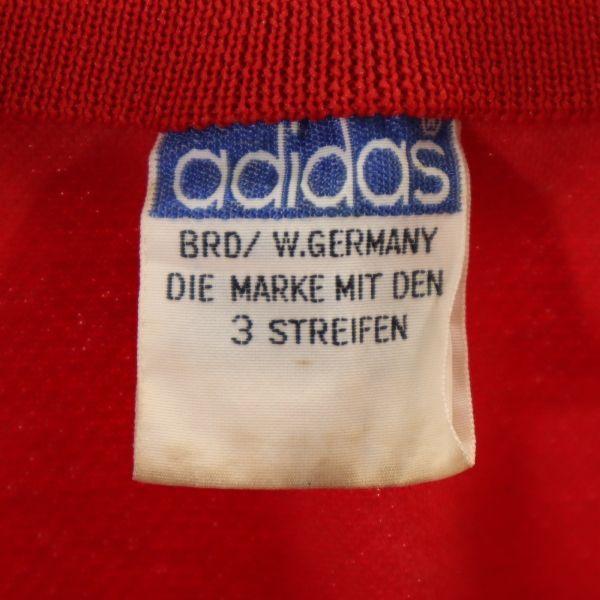 adidas®
BRD/ W.GERMANY
DIE MARKE MIT DEN
3 STREIFEN